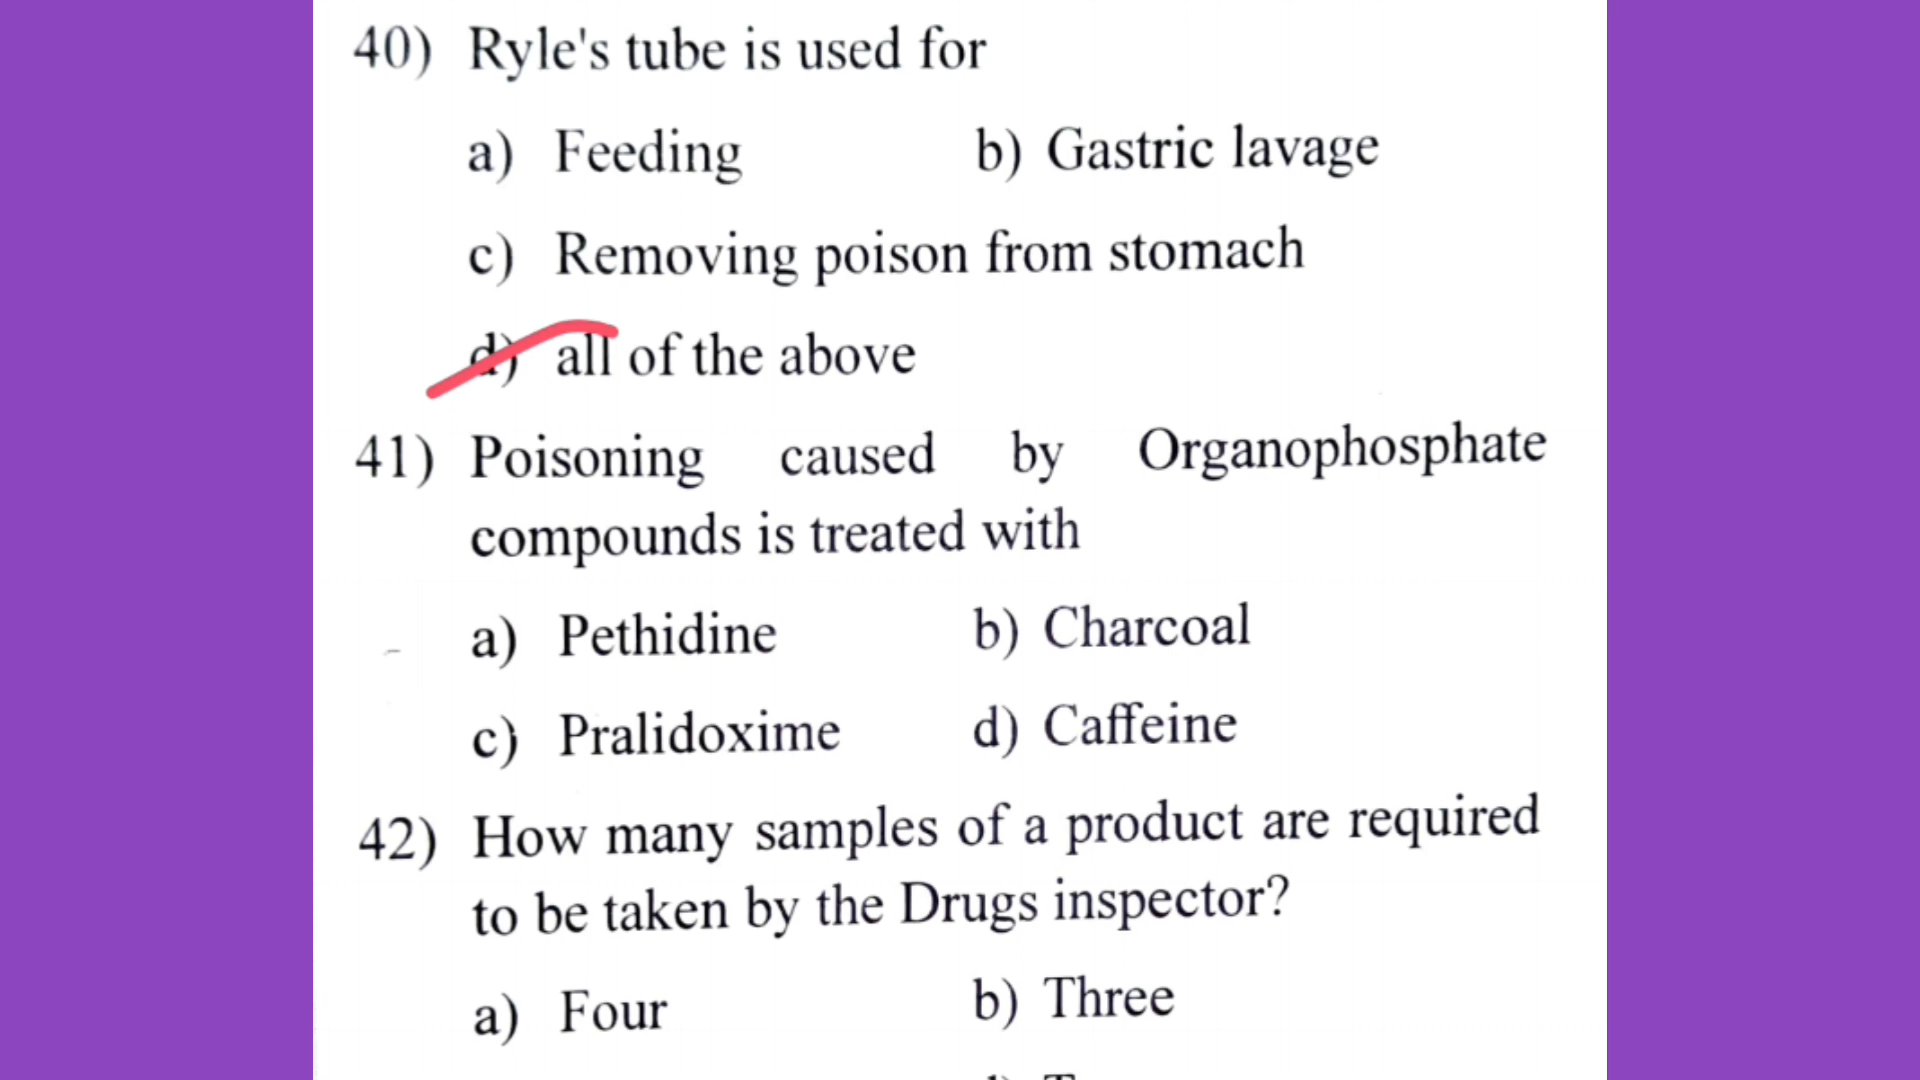 40) Ryle's tube is used for
a) Feeding b) Gastric lavage
c) Removing poison from stomach
d) all of the above
41) Poisoning caused by Organophosphate
compounds is treated with
a) Pethidine b) Charcoal
c) Pralidoxime d) Caffeine
42) How many samples of a product are required
to be taken by the Drugs inspector?
a) Four b) Three